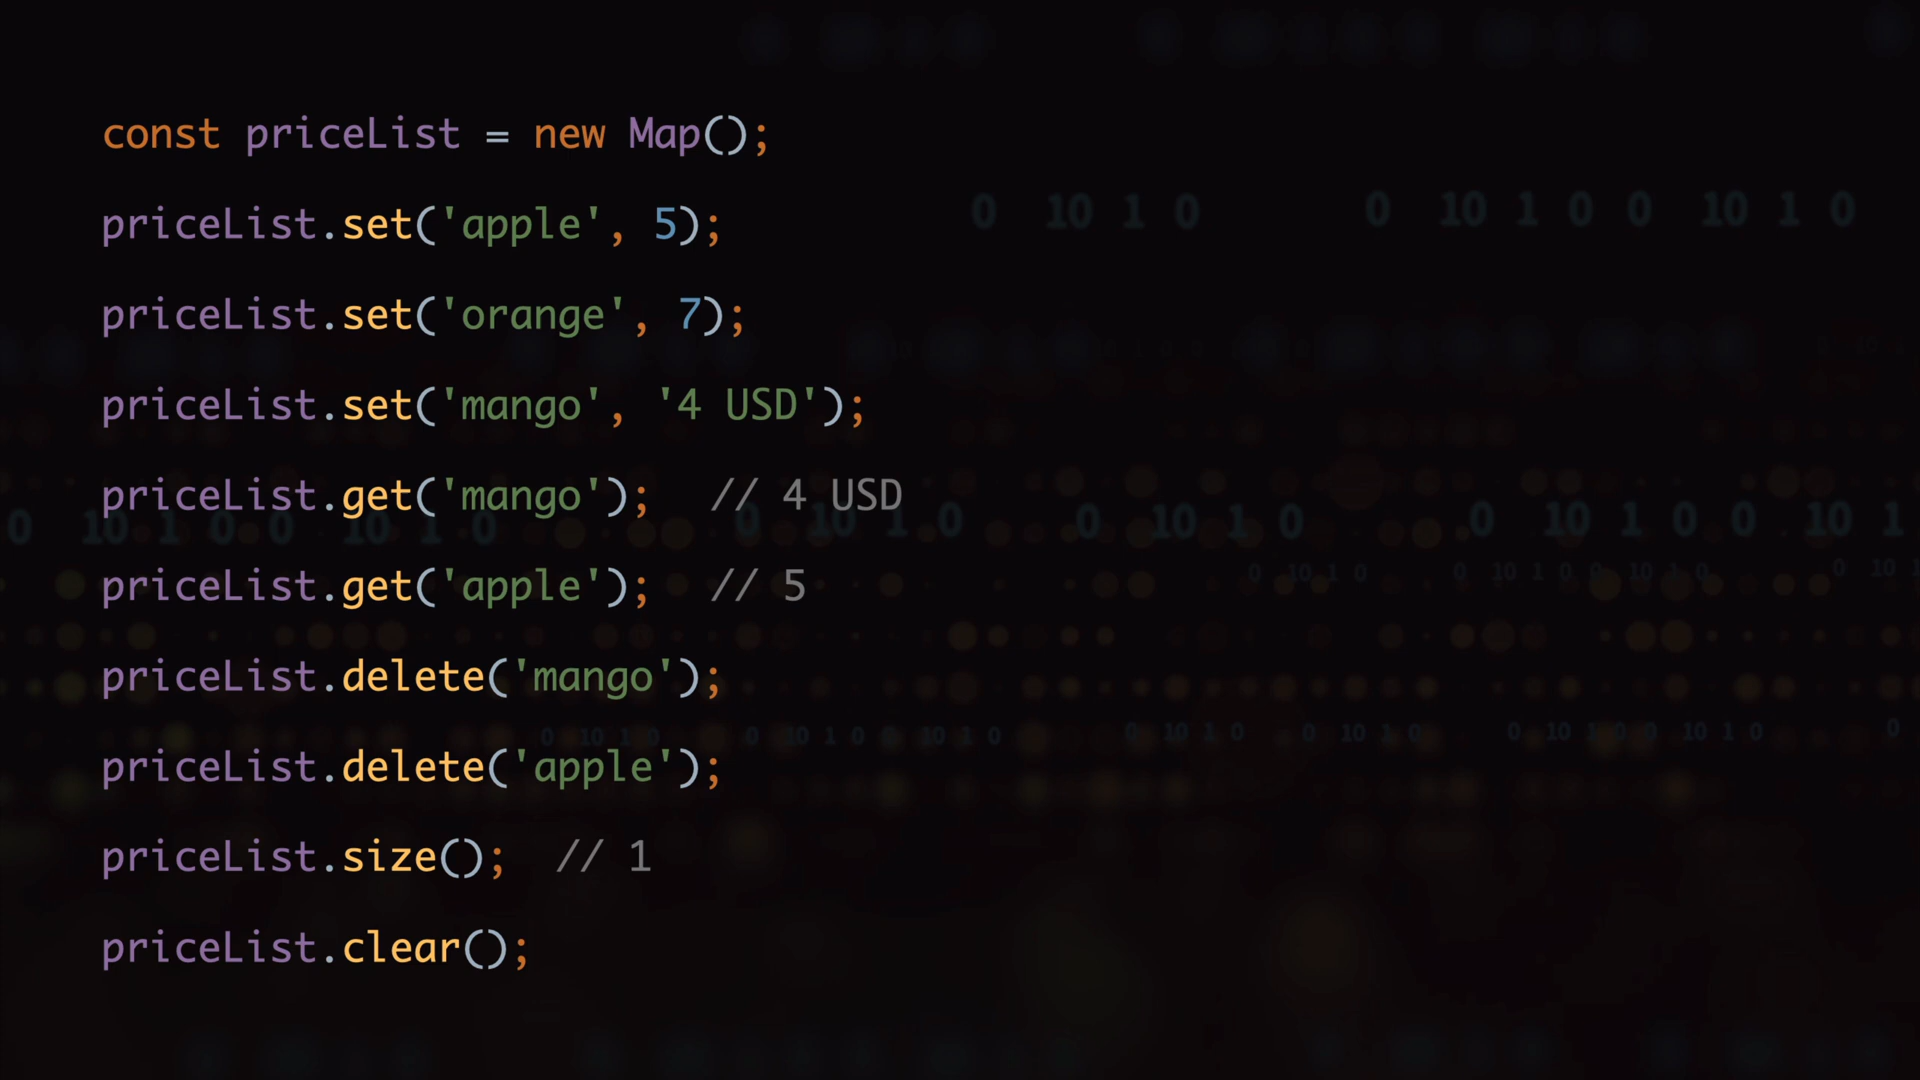 const priceList = new Map();
priceList.set('apple', 5);
priceList.set('orange', 7);
priceList.set('mango', '4 USD');
priceList.get('mango');  // 4 USD
priceList.get('apple');  // 5
priceList.delete('mango');
priceList.delete('apple');
priceList.size();  // 1
priceList.clear();